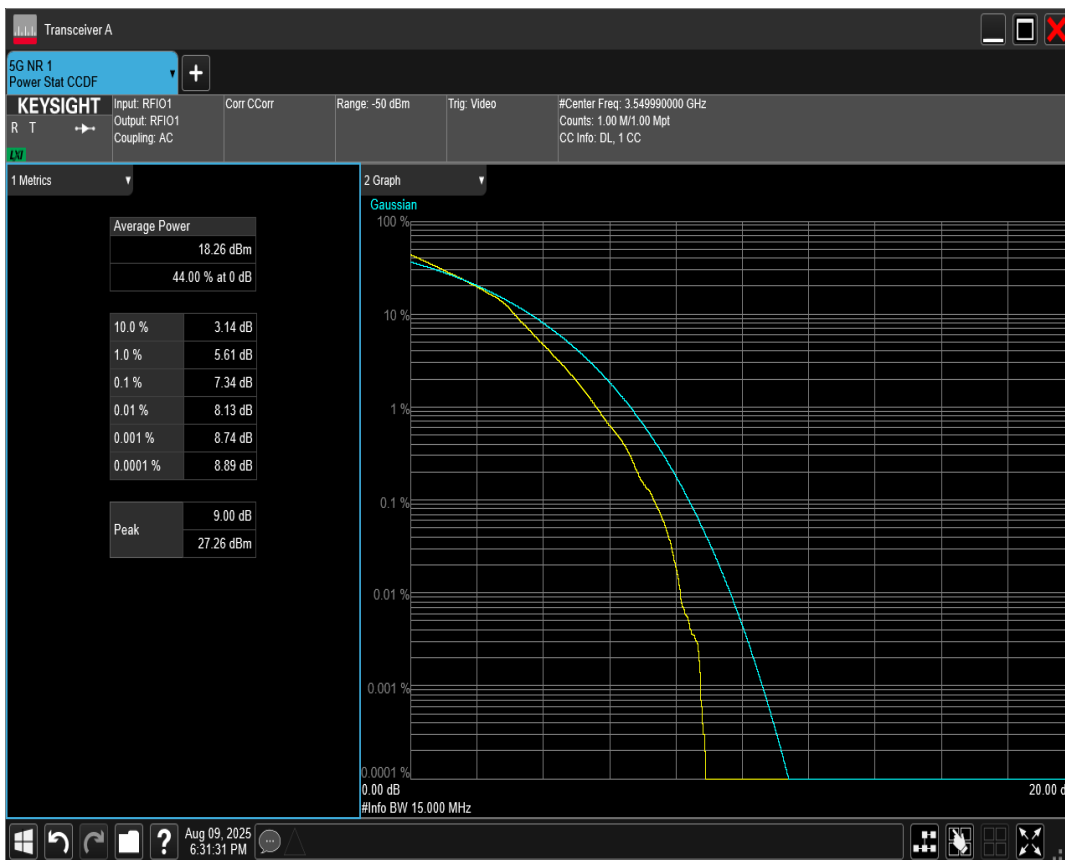 Transceiver A
5G NR 1
Power Stat CCDF
+
KEYSIGHT
R T
LXI
Input: RFIO1
Output: RFIO1
Coupling: AC
Corr CCorr
Range: -50 dBm
Trig: Video
#Center Freq: 3.549990000 GHz
Counts: 1.00 M/1.00 Mpt
CC Info: DL, 1 CC
1 Metrics
Average Power
18.26 dBm
44.00 % at 0 dB
10.0 % 3.14 dB
1.0 % 5.61 dB
0.1 % 7.34 dB
0.01 % 8.13 dB
0.001 % 8.74 dB
0.0001 % 8.89 dB
Peak 9.00 dB
27.26 dBm
2 Graph
Gaussian
100 %
10 %
1 %
0.1 %
0.01 %
0.001 %
0.0001 %
0.00 dB 20.00 d
#Info BW 15.000 MHz
? Aug 09, 2025
6:31:31 PM